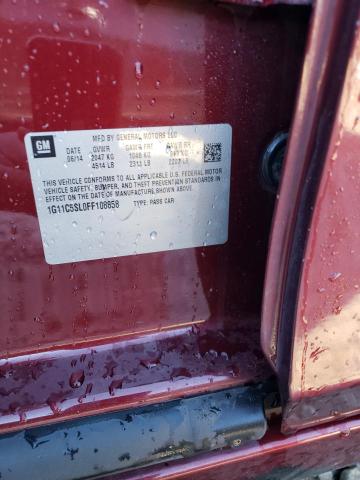 GM
MFD BY GENERAL MOTORS LLC
DATE GVWR GAWR FRT GAWR RR
06/14 2047 KG 1048 KG KG
4514 LB 2311 LB LB
THIS VEHICLE CONFORMS TO ALL APPLICABLE U.S. FEDERAL MOTOR
VEHICLE SAFETY, BUMPER, AND THEFT PREVENTION STANDARDS
IN EFFECT ON THE DATE OF MANUFACTURE SHOWN ABOVE.
1G11C5SL0FF108858 TYPE: PASS CAR